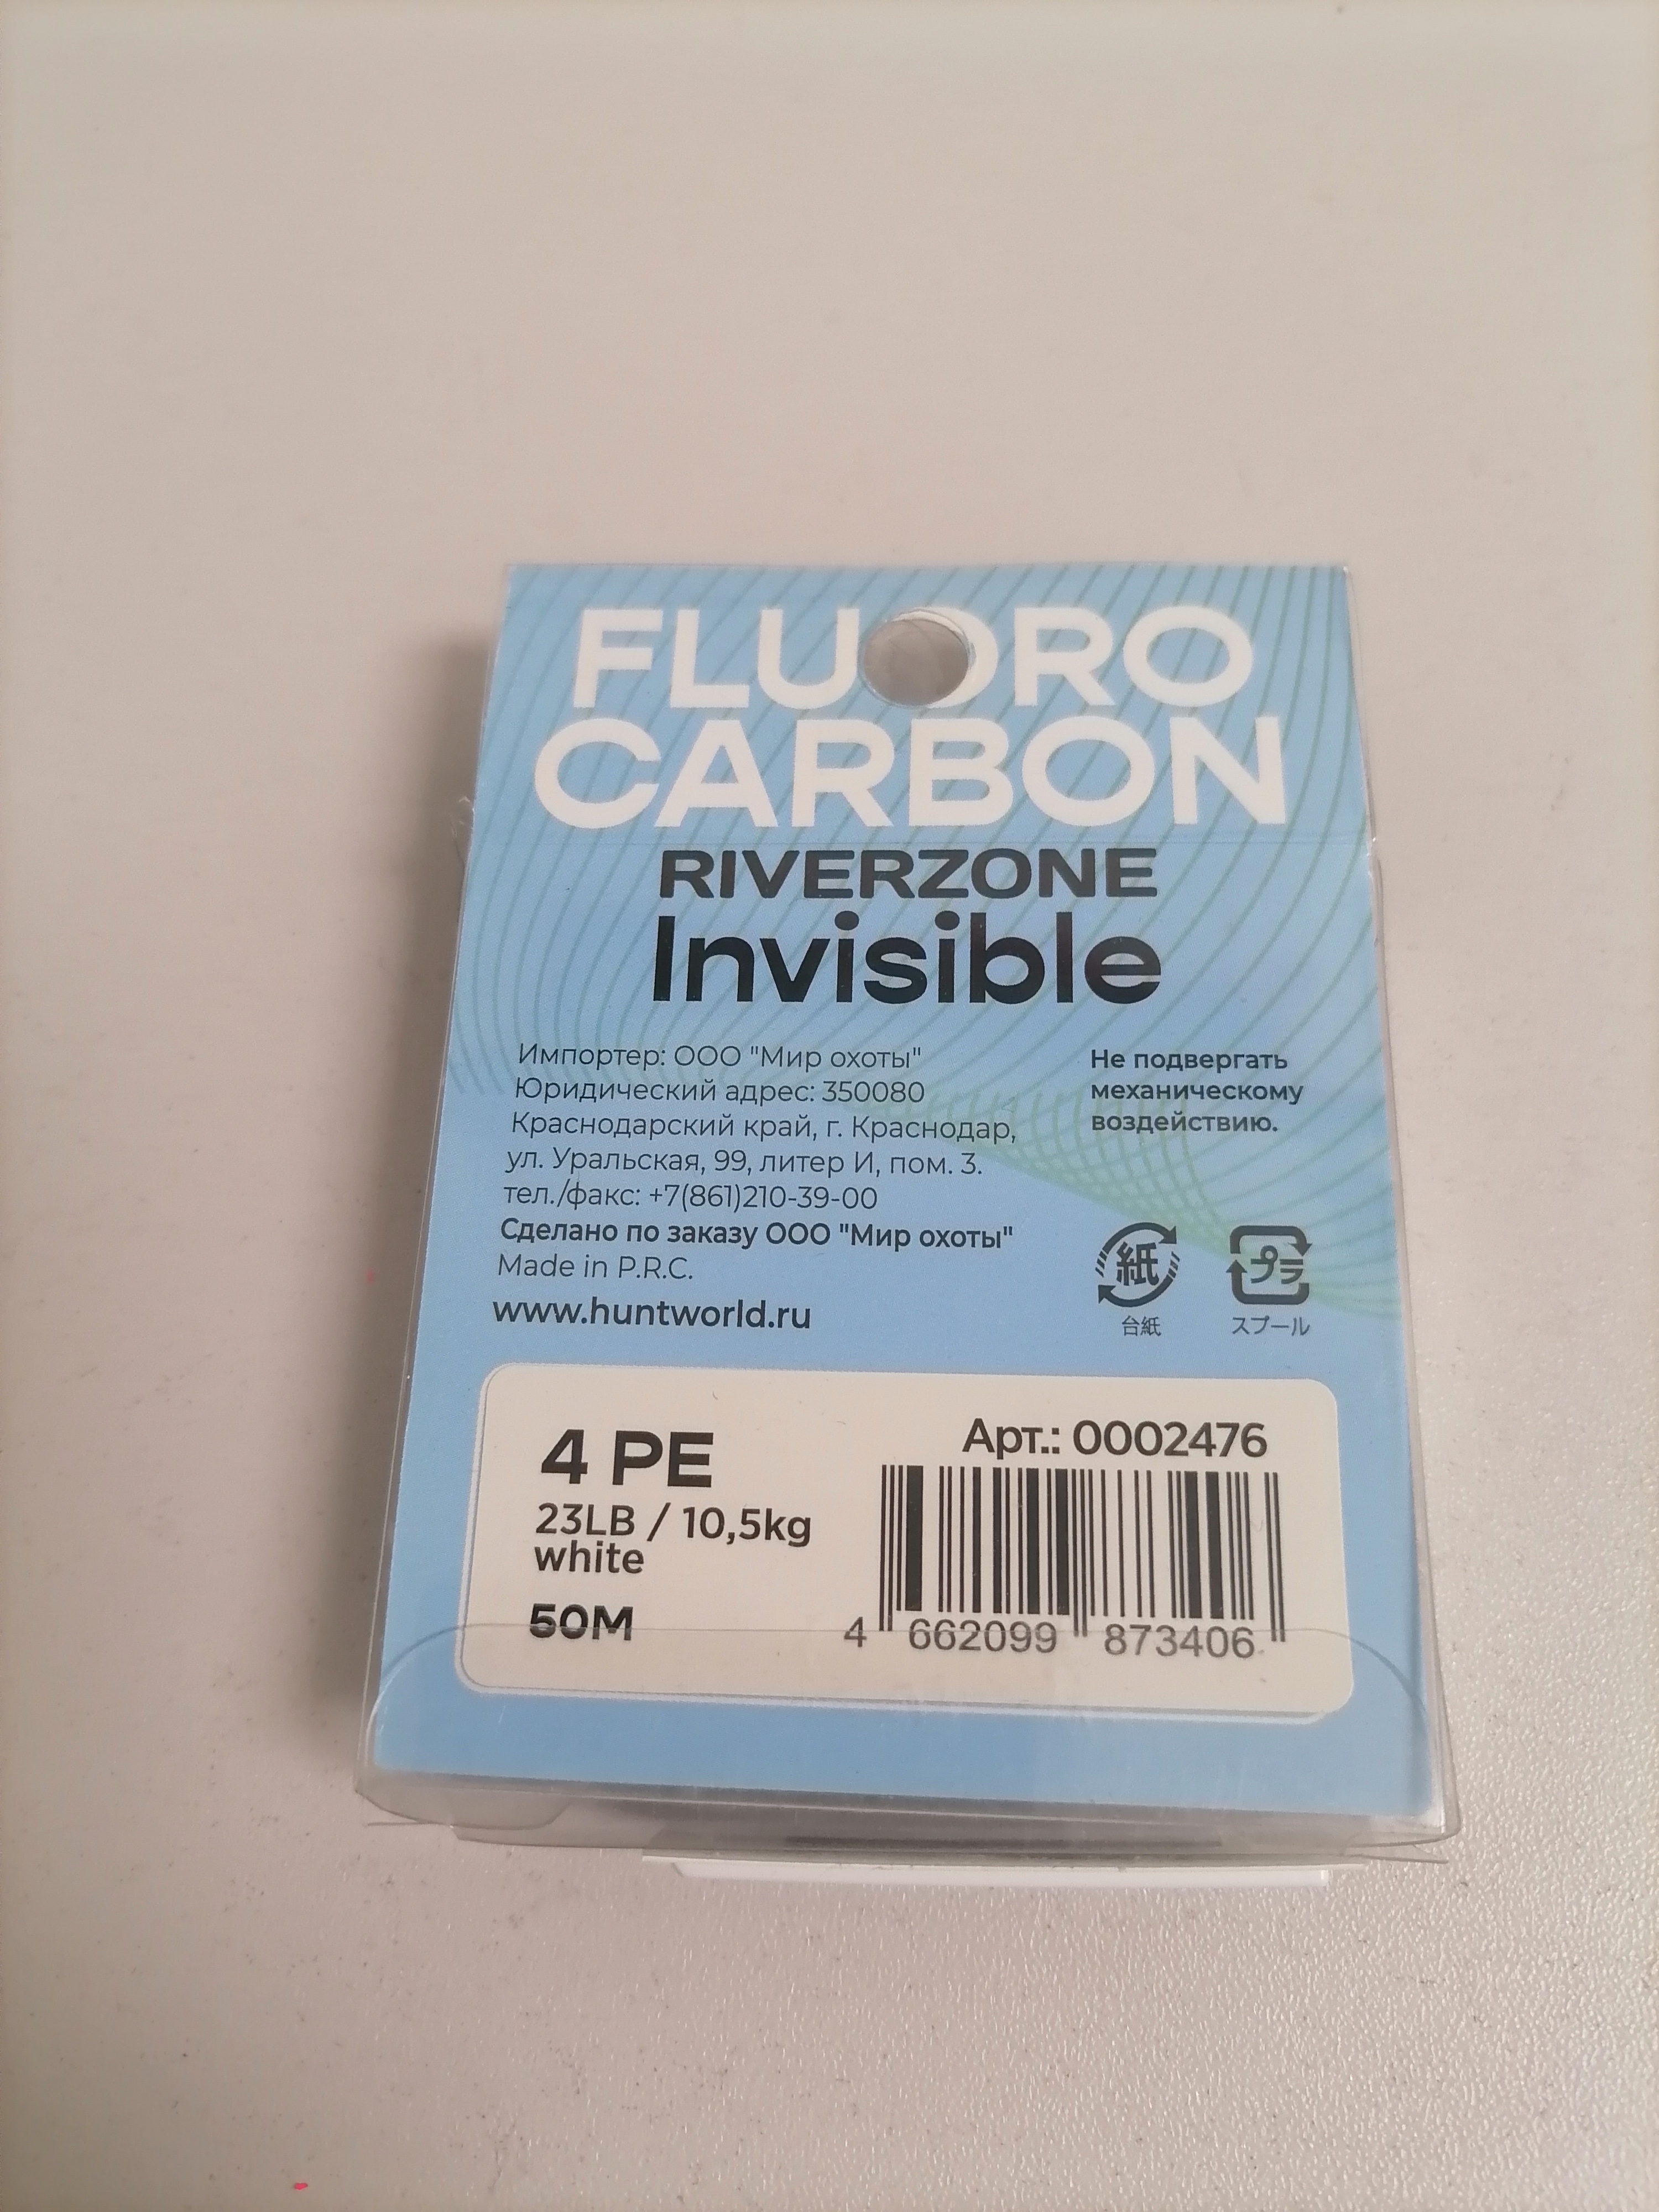 FLUORO
CARBON
RIVERZONE
Invisible
Импортер: ООО "Мир охоты"
Юридический адрес: 350080
Краснодарский край, г. Краснодар,
ул. Уральская, 99, литер И, пом. 3.
тел./факс: +7(861)210-39-00
Сделано по заказу ООО "Мир охоты"
Made in P.R.C.
www.huntworld.ru
Не подвергать
механическому
воздействию.
紙
台紙
プラ
スプール
4 PE
23LB / 10,5kg
white
50M
Арт.: 0002476
4 662099 873406